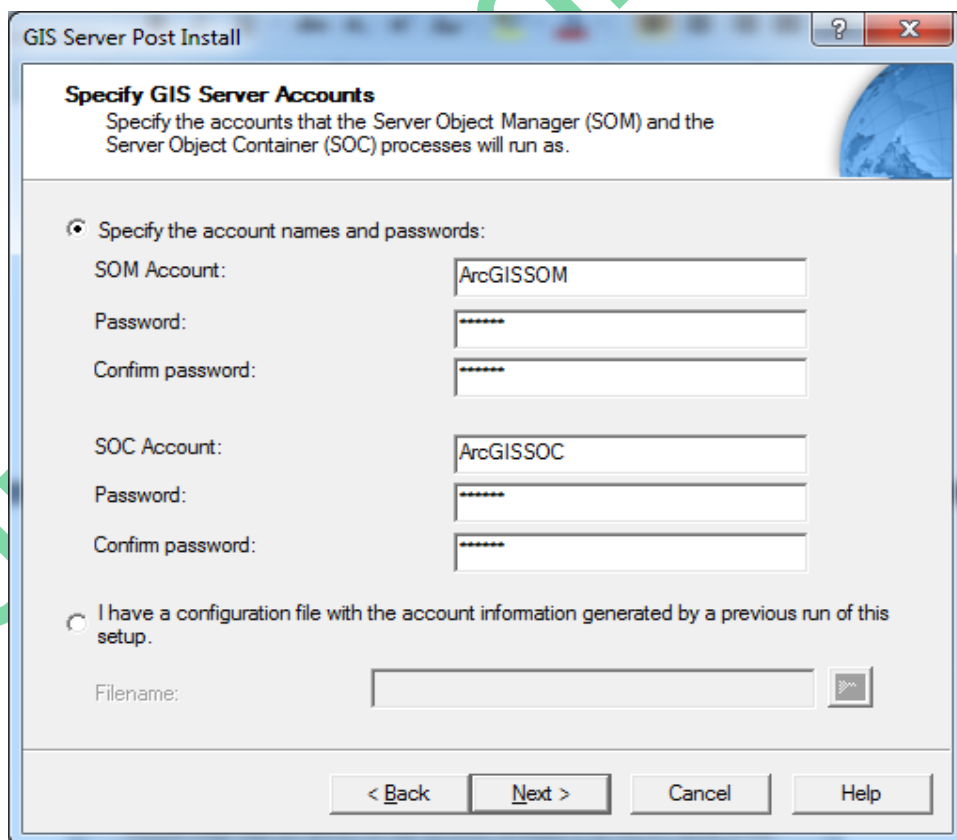 GIS Server Post Install
Specify GIS Server Accounts
Specify the accounts that the Server Object Manager (SOM) and the
Server Object Container (SOC) processes will run as.
Specify the account names and passwords:
SOM Account:
ArcGISSOM
Password:
******
Confirm password:
******
SOC Account:
ArcGISSOC
Password:
******
Confirm password:
******
I have a configuration file with the account information generated by a previous run of this
setup.
Filename:
< Back
Next >
Cancel
Help